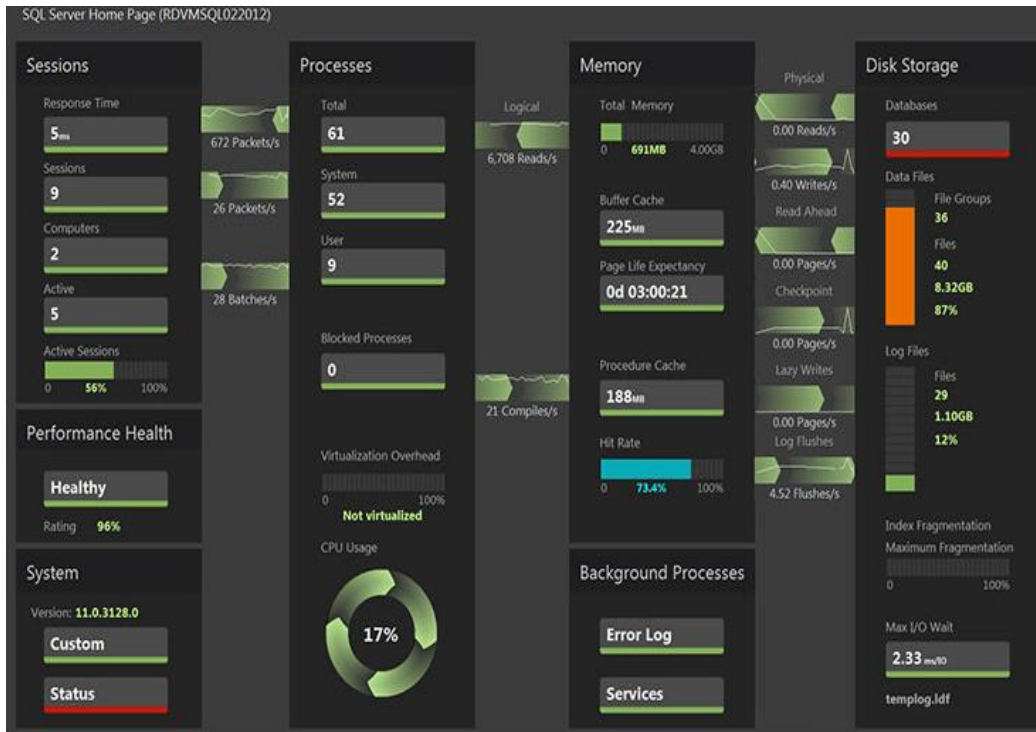 SQL Server Home Page (RDVMSQL022012)
Sessions
Response Time
5ms
Sessions
9
Computers
2
Active
5
Active Sessions
0 56% 100%
Performance Health
Healthy
Rating 96%
System
Version: 11.0.3128.0
Custom
Status
672 Packets/s
26 Packets/s
28 Batches/s
Processes
Total
61
System
52
User
9
Blocked Processes
0
Virtualization Overhead
0 100%
Not virtualized
CPU Usage
17%
Logical
6,708 Reads/s
21 Compiles/s
Memory
Total Memory
0 691MB 4.00GB
Buffer Cache
225MB
Page Life Expectancy
0d 03:00:21
Procedure Cache
188MB
Hit Rate
0 73.4% 100%
Background Processes
Error Log
Services
Physical
0.00 Reads/s
0.40 Writes/s
Read Ahead
0.00 Pages/s
Checkpoint
0.00 Pages/s
Lazy Writes
0.00 Pages/s
Log Flushes
4.52 Flushes/s
Disk Storage
Databases
30
Data Files
File Groups
36
Files
40
8.32GB
87%
Log Files
Files
29
1.10GB
12%
Index Fragmentation
Maximum Fragmentation
0 100%
Max I/O Wait
2.33 ms/IO
templog.ldf